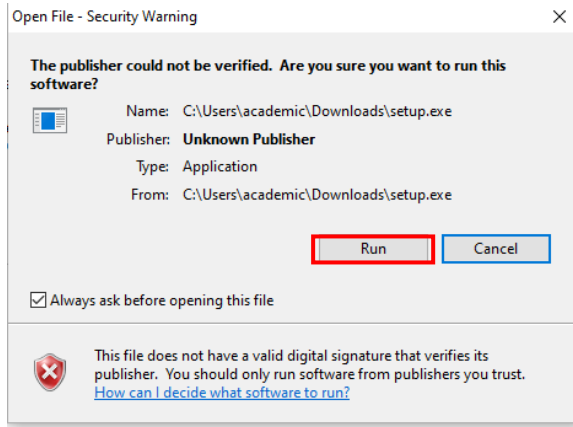 Open File - Security Warning
The publisher could not be verified. Are you sure you want to run this
software?
Name: C:\Users\academic\Downloads\setup.exe
Publisher: Unknown Publisher
Type: Application
From: C:\Users\academic\Downloads\setup.exe
Run Cancel
Always ask before opening this file
This file does not have a valid digital signature that verifies its
publisher. You should only run software from publishers you trust.
How can I decide what software to run?